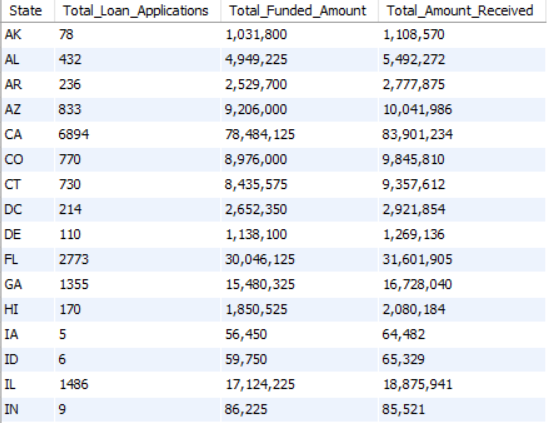 State Total_Loan_Applications Total_Funded_Amount Total_Amount_Received
AK 78 1,031,800 1,108,570
AL 432 4,949,225 5,492,272
AR 236 2,529,700 2,777,875
AZ 833 9,206,000 10,041,986
CA 6894 78,484,125 83,901,234
CO 770 8,976,000 9,845,810
CT 730 8,435,575 9,357,612
DC 214 2,652,350 2,921,854
DE 110 1,138,100 1,269,136
FL 2773 30,046,125 31,601,905
GA 1355 15,480,325 16,728,040
HI 170 1,850,525 2,080,184
IA 5 56,450 64,482
ID 6 59,750 65,329
IL 1486 17,124,225 18,875,941
IN 9 86,225 85,521